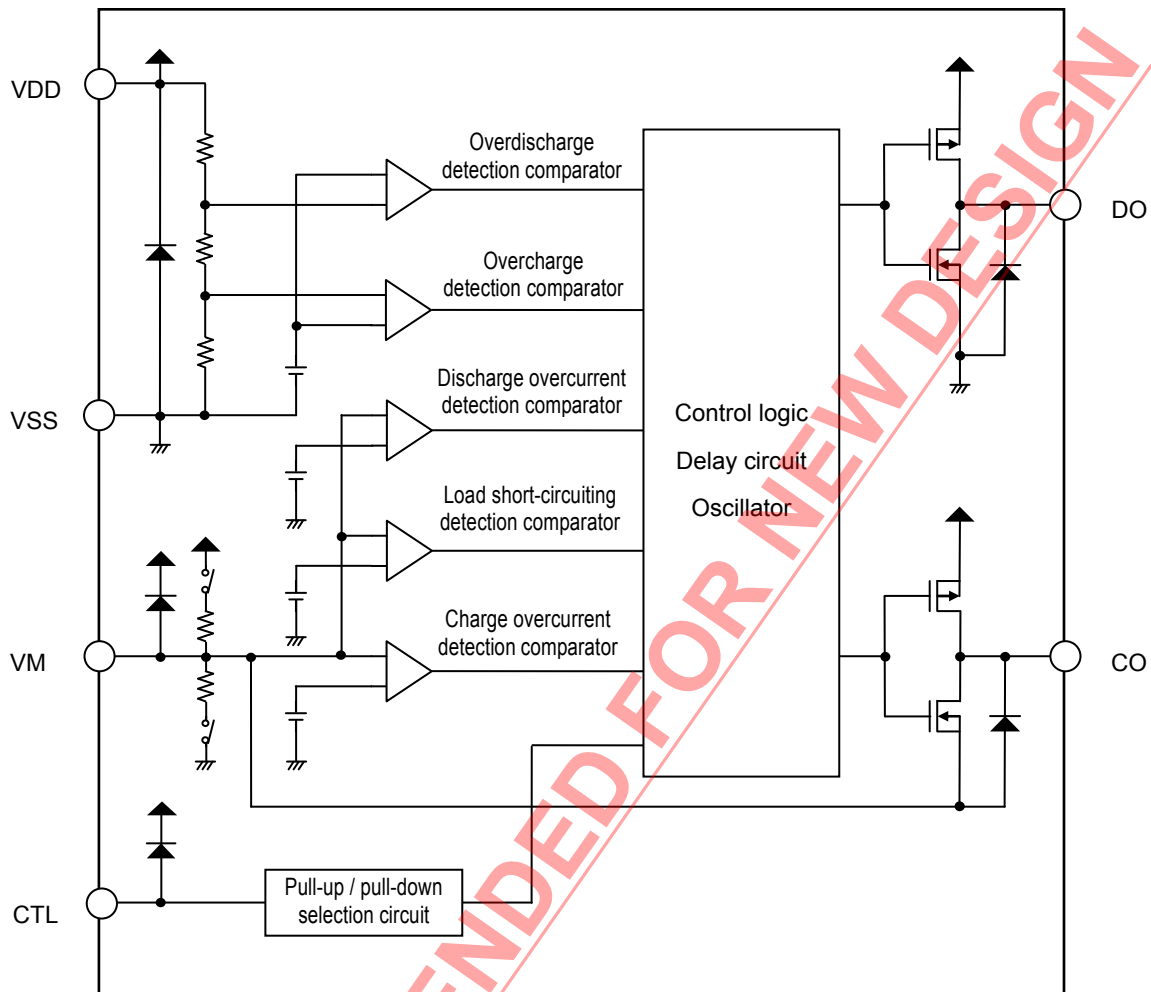 VDD
Overdischarge
detection comparator
DO
Overcharge
detection comparator
Discharge overcurrent
detection comparator
VSS
Control logic
Delay circuit
Oscillator
Load short-circuiting
detection comparator
Charge overcurrent
detection comparator
VM
CO
Pull-up / pull-down
selection circuit
CTL
ENDED FOR NEW DESIGN